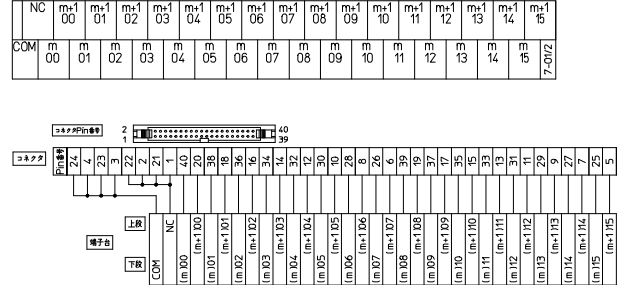 NC m+1 00 m+1 01 m+1 02 m+1 03 m+1 04 m+1 05 m+1 06 m+1 07 m+1 08 m+1 09 m+1 10 m+1 11 m+1 12 m+1 13 m+1 14 m+1 15
COM m 00 m 01 m 02 m 03 m 04 m 05 m 06 m 07 m 08 m 09 m 10 m 11 m 12 m 13 m 14 m 15 7-01/2
コネクタPin番号 2 40
1 39
コネクタ Pin番号 24 4 23 3 22 2 21 1 40 20 38 18 36 16 34 14 32 12 30 10 28 8 26 6 39 19 37 17 35 15 33 13 31 11 29 9 27 7 25 5
上段 NC (m+1)00 (m+1)01 (m+1)02 (m+1)03 (m+1)04 (m+1)05 (m+1)06 (m+1)07 (m+1)08 (m+1)09 (m+1)10 (m+1)11 (m+1)12 (m+1)13 (m+1)14 (m+1)15
端子台
下段 COM (m)00 (m)01 (m)02 (m)03 (m)04 (m)05 (m)06 (m)07 (m)08 (m)09 (m)10 (m)11 (m)12 (m)13 (m)14 (m)15